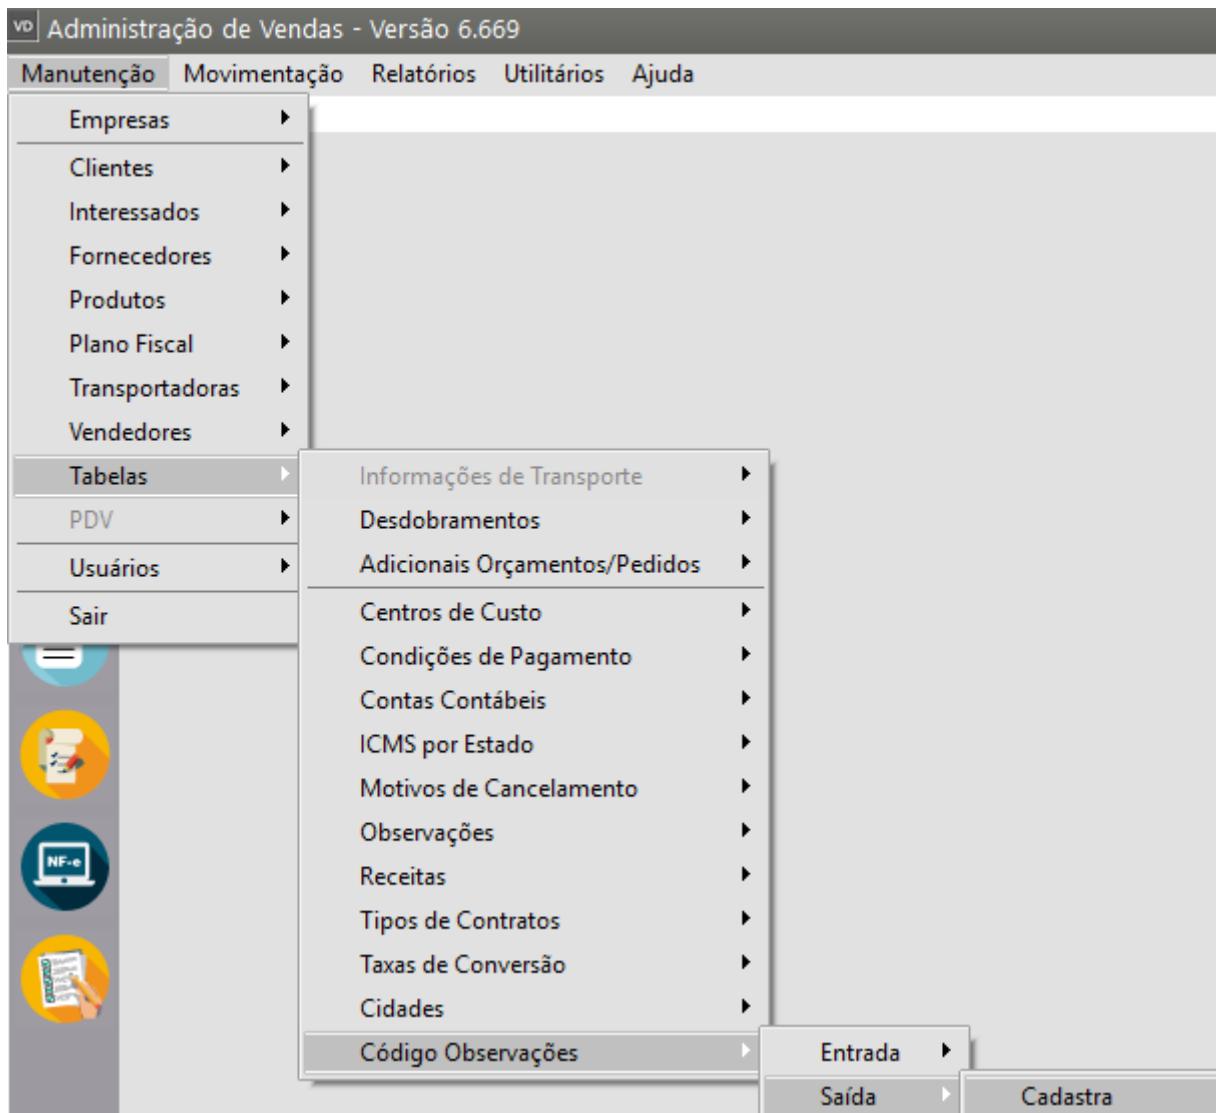 VD Administração de Vendas - Versão 6.669
Manutenção Movimentação Relatórios Utilitários Ajuda
Empresas
Clientes
Interessados
Fornecedores
Produtos
Plano Fiscal
Transportadoras
Vendedores
Tabelas
PDV
Usuários
Sair
Informações de Transporte
Desdobramentos
Adicionais Orçamentos/Pedidos
Centros de Custo
Condições de Pagamento
Contas Contábeis
ICMS por Estado
Motivos de Cancelamento
Observações
Receitas
Tipos de Contratos
Taxas de Conversão
Cidades
Código Observações
Entrada
Saída
Cadastra
NF-e